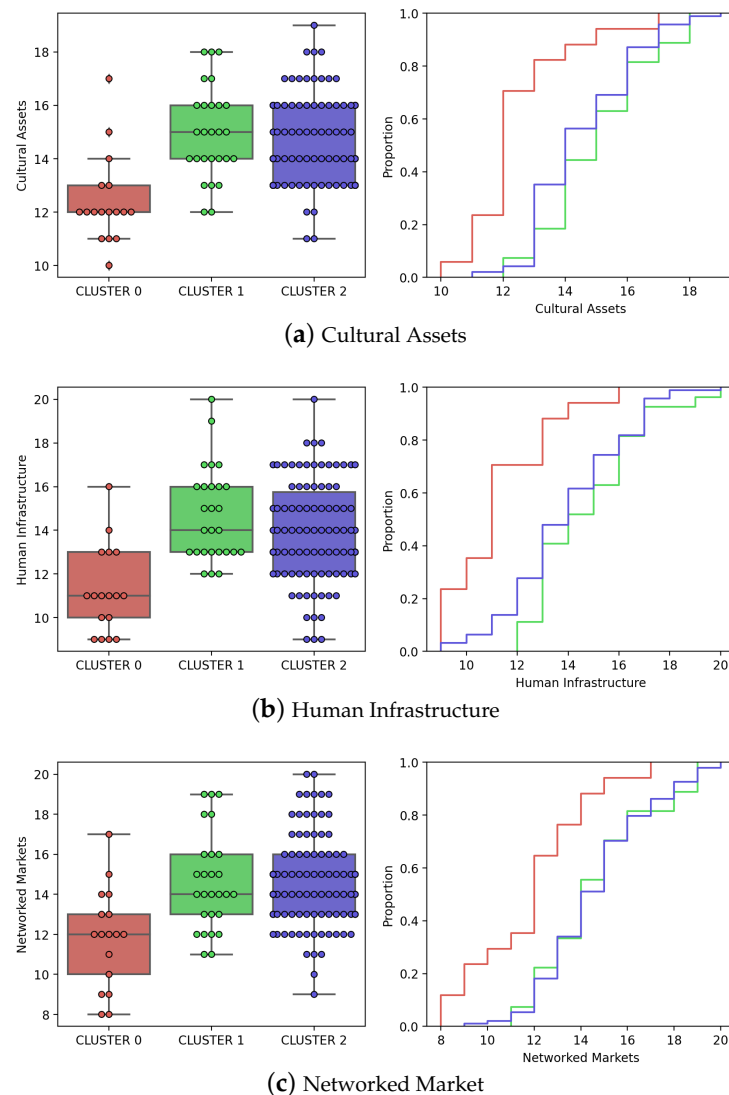 18
16
14
12
10
Cultural Assets
CLUSTER 0 CLUSTER 1 CLUSTER 2
1.0
0.8
0.6
0.4
0.2
0.0
Proportion
10 12 14 16 18
Cultural Assets
(a) Cultural Assets
20
18
16
14
12
10
Human Infrastructure
CLUSTER 0 CLUSTER 1 CLUSTER 2
1.0
0.8
0.6
0.4
0.2
0.0
Proportion
10 12 14 16 18 20
Human Infrastructure
(b) Human Infrastructure
20
18
16
14
12
10
8
Networked Markets
CLUSTER 0 CLUSTER 1 CLUSTER 2
1.0
0.8
0.6
0.4
0.2
0.0
Proportion
8 10 12 14 16 18 20
Networked Markets
(c) Networked Market